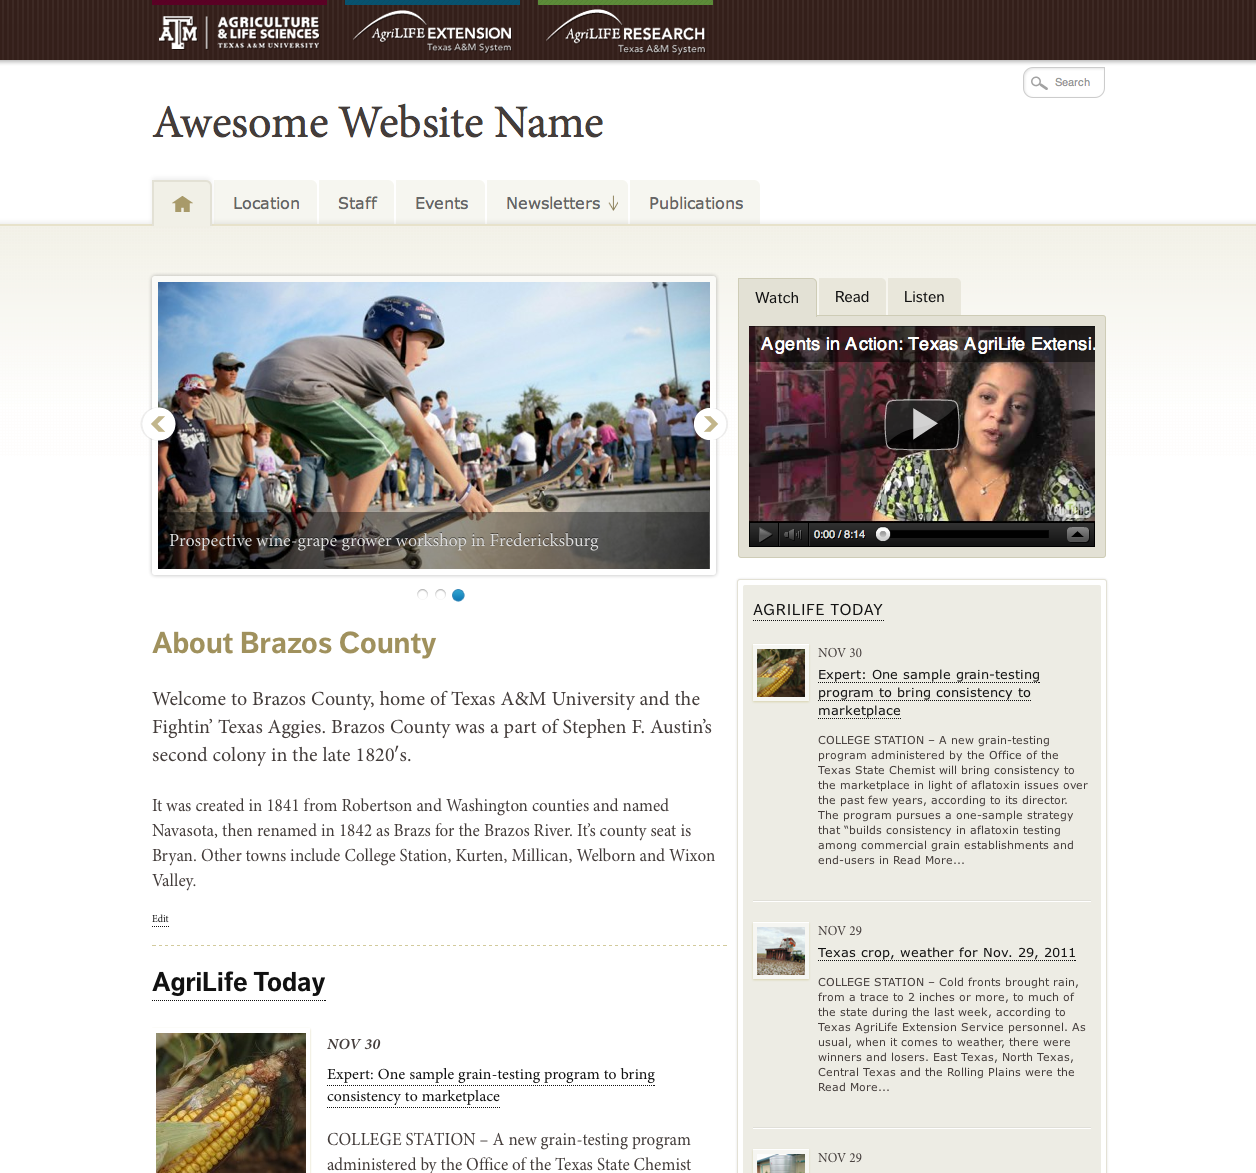 AGRICULTURE
& LIFE SCIENCES
TEXAS A&M UNIVERSITY
AgriLIFE EXTENSION
Texas A&M System
AgriLIFE RESEARCH
Texas A&M System
Search
Awesome Website Name
Location
Staff
Events
Newsletters ↓
Publications
Prospective wine-grape grower workshop in Fredericksburg
Watch
Read
Listen
Agents in Action: Texas AgriLife Extensi...
0:00 / 8:14
About Brazos County
Welcome to Brazos County, home of Texas A&M University and the
Fightin’ Texas Aggies. Brazos County was a part of Stephen F. Austin’s
second colony in the late 1820′s.
It was created in 1841 from Robertson and Washington counties and named
Navasota, then renamed in 1842 as Brazs for the Brazos River. It’s county seat is
Bryan. Other towns include College Station, Kurten, Millican, Welborn and Wixon
Valley.
Edit
AgriLife Today
NOV 30
Expert: One sample grain-testing program to bring
consistency to marketplace
COLLEGE STATION – A new grain-testing program
administered by the Office of the Texas State Chemist
AGRILIFE TODAY
NOV 30
Expert: One sample grain-testing
program to bring consistency to
marketplace
COLLEGE STATION – A new grain-testing
program administered by the Office of the
Texas State Chemist will bring consistency to
the marketplace in light of aflatoxin issues over
the past few years, according to its director.
The program pursues a one-sample strategy
that “builds consistency in aflatoxin testing
among commercial grain establishments and
end-users in Read More...
NOV 29
Texas crop, weather for Nov. 29, 2011
COLLEGE STATION – Cold fronts brought rain,
from a trace to 2 inches or more, to much of
the state during the last week, according to
Texas AgriLife Extension Service personnel. As
usual, when it comes to weather, there were
winners and losers. East Texas, North Texas,
Central Texas and the Rolling Plains were the
Read More...
NOV 29